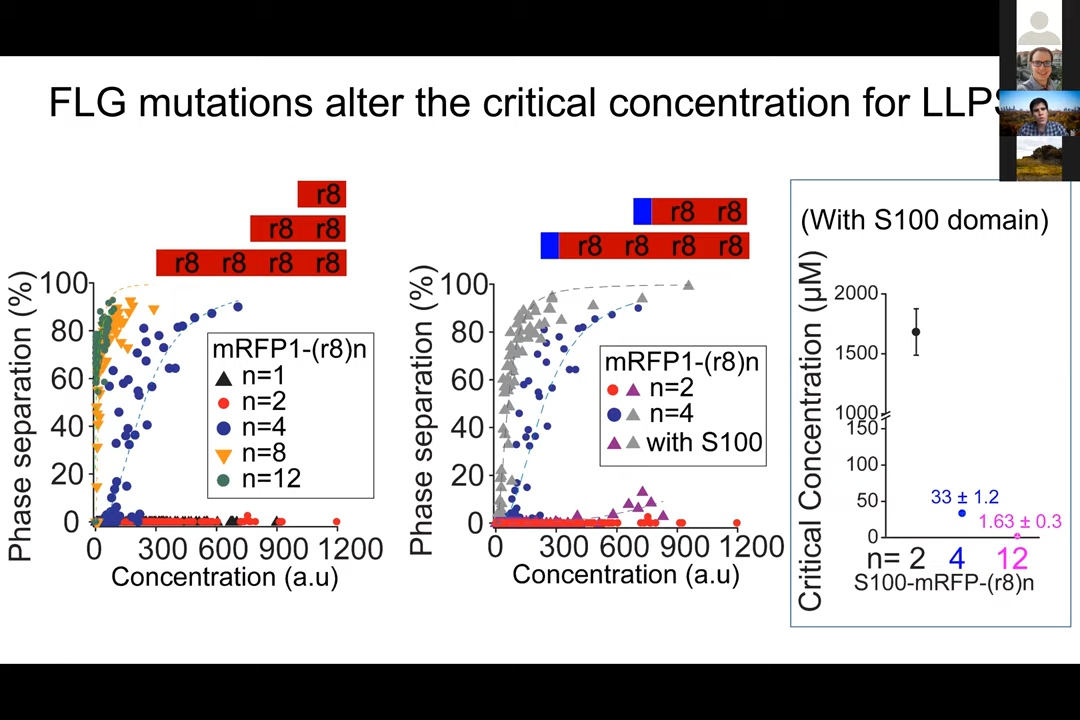 FLG mutations alter the critical concentration for LLPS
r8
r8 r8
r8 r8 r8 r8
Phase separation (%)
100
80
60
40
20
0
0 300 600 900 1200
Concentration (a.u)
mRFP1-(r8)n
n=1
n=2
n=4
n=8
n=12
r8 r8
r8 r8 r8 r8
Phase separation (%)
100
80
60
40
20
0
0 300 600 900 1200
Concentration (a.u)
mRFP1-(r8)n
n=2
n=4
with S100
(With S100 domain)
Critical Concentration (μM)
2000
1500
1000
150
100
50
0
33 ± 1.2
1.63 ± 0.3
n= 2 4 12
S100-mRFP-(r8)n